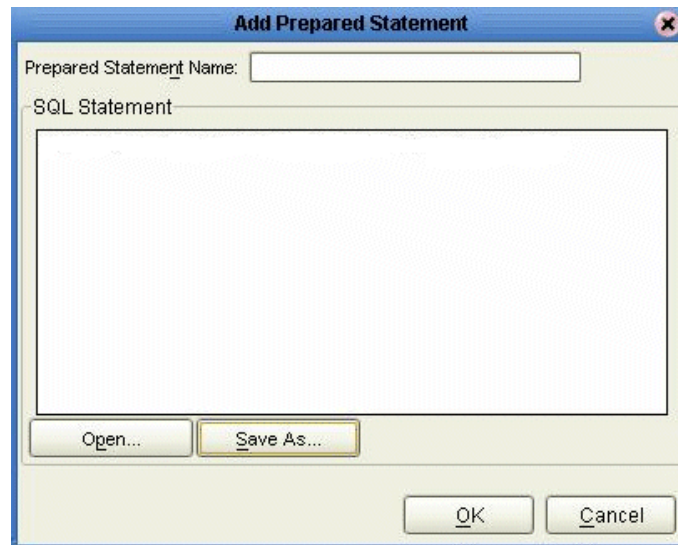 Add Prepared Statement
Prepared Statement Name:
SQL Statement
Open... Save As...
OK Cancel